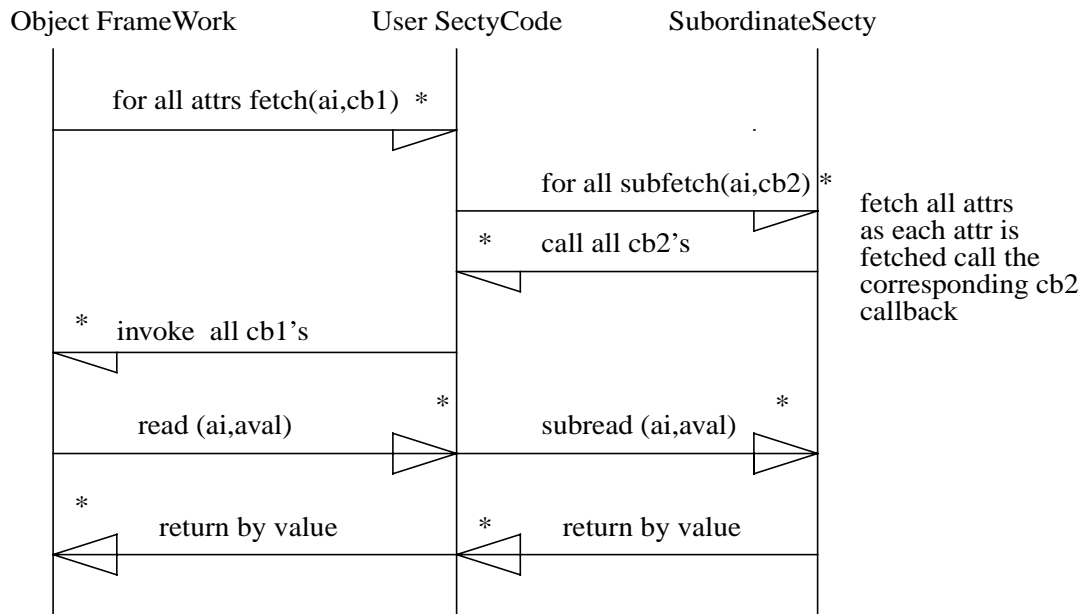 Object FrameWork
User SectyCode
SubordinateSecty
for all attrs fetch(ai,cb1) *
for all subfetch(ai,cb2) *
fetch all attrs
as each attr is
fetched call the
corresponding cb2
callback
* call all cb2's
* invoke all cb1's
read (ai,aval) *
subread (ai,aval) *
* return by value
* return by value